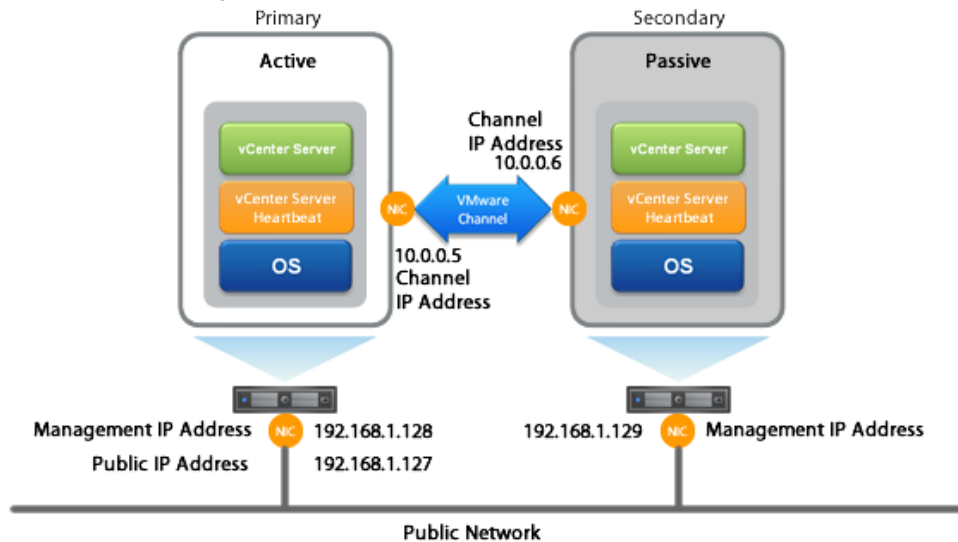 Primary
Secondary
Active
Passive
vCenter Server
vCenter Server
Heartbeat
OS
Channel
IP Address
10.0.0.6
NIC
VMware
Channel
NIC
10.0.0.5
Channel
IP Address
vCenter Server
vCenter Server
Heartbeat
OS
Management IP Address
NIC
192.168.1.128
Public IP Address
192.168.1.127
192.168.1.129
NIC
Management IP Address
Public Network